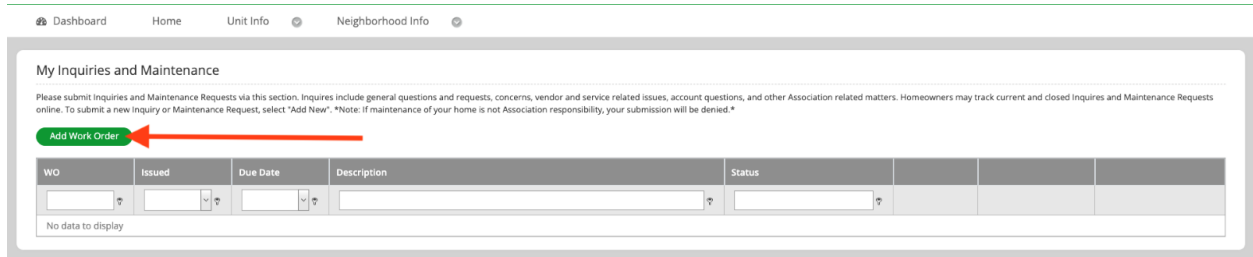 Dashboard Home Unit Info Neighborhood Info
My Inquiries and Maintenance
Please submit Inquiries and Maintenance Requests via this section. Inquires include general questions and requests, concerns, vendor and service related issues, account questions, and other Association related matters. Homeowners may track current and closed Inquires and Maintenance Requests
online. To submit a new Inquiry or Maintenance Request, select "Add New". *Note: If maintenance of your home is not Association responsibility, your submission will be denied.*
Add Work Order
WO Issued Due Date Description Status
No data to display